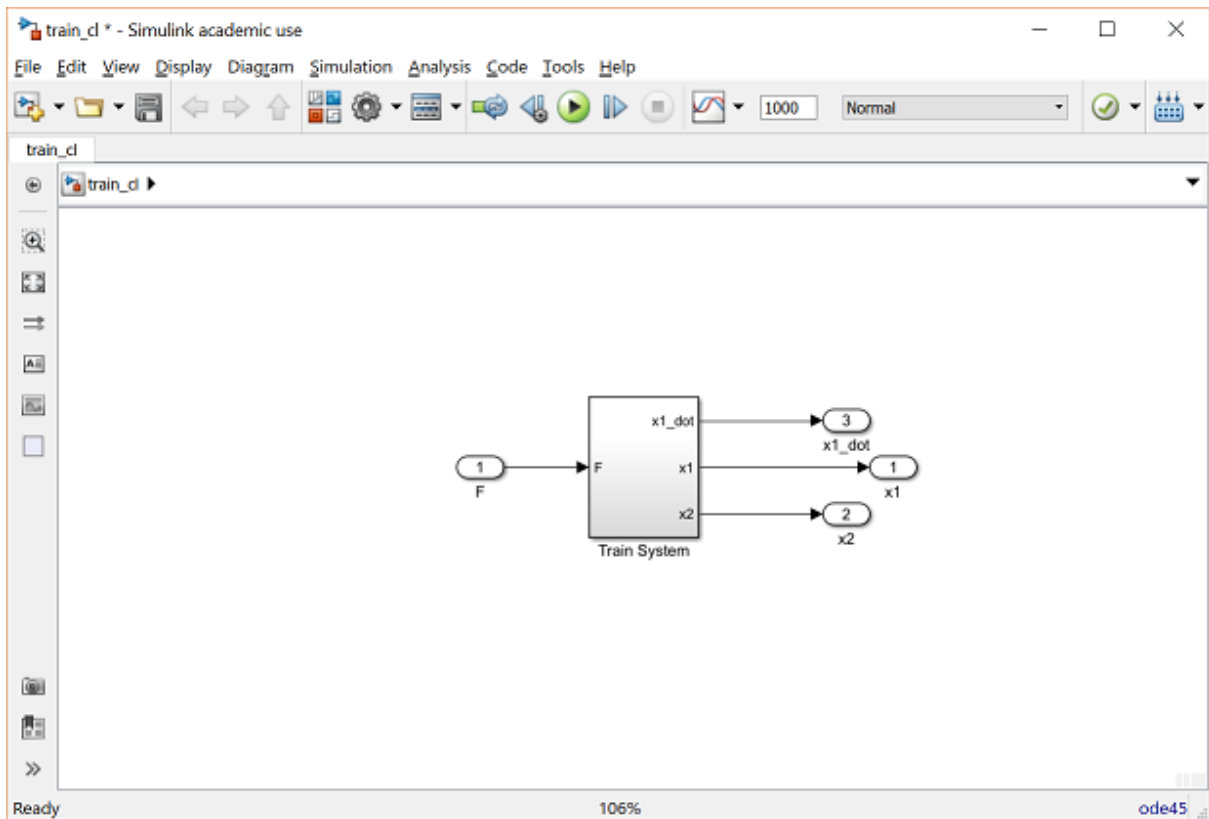 train_cl * - Simulink academic use
File Edit View Display Diagram Simulation Analysis Code Tools Help
1000 Normal
train_cl
train_cl
x1_dot
3
x1_dot
1
F
F
x1
1
x1
x2
2
x2
Train System
Ready 106% ode45